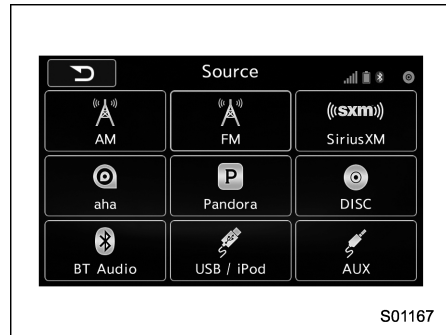 Source
AM
FM
((sxm))
SiriusXM
aha
P
Pandora
DISC
BT Audio
USB / iPod
AUX
S01167